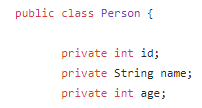 public class Person {
private int id;
private String name;
private int age;